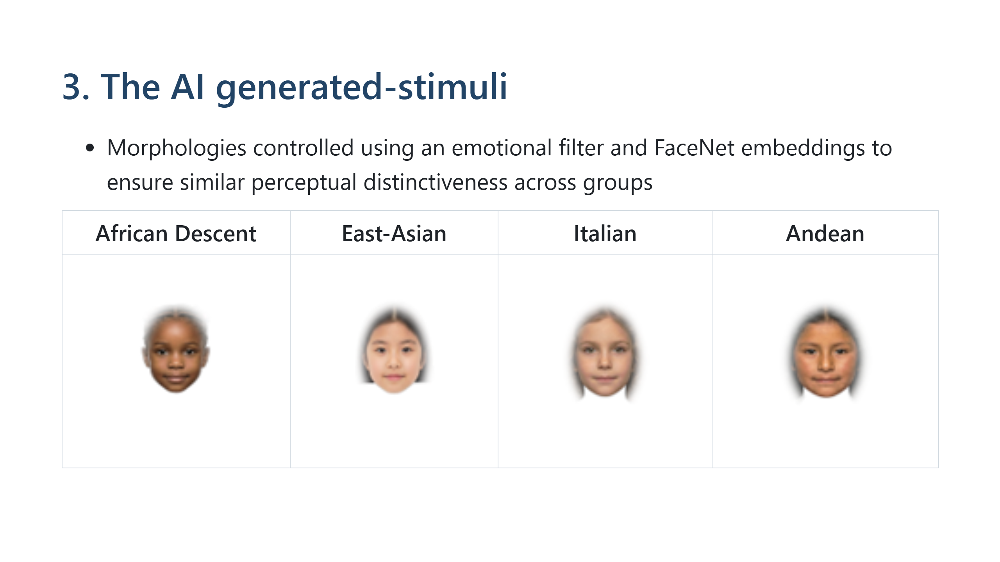 3. The AI generated-stimuli
• Morphologies controlled using an emotional filter and FaceNet embeddings to
ensure similar perceptual distinctiveness across groups
African Descent East-Asian Italian Andean